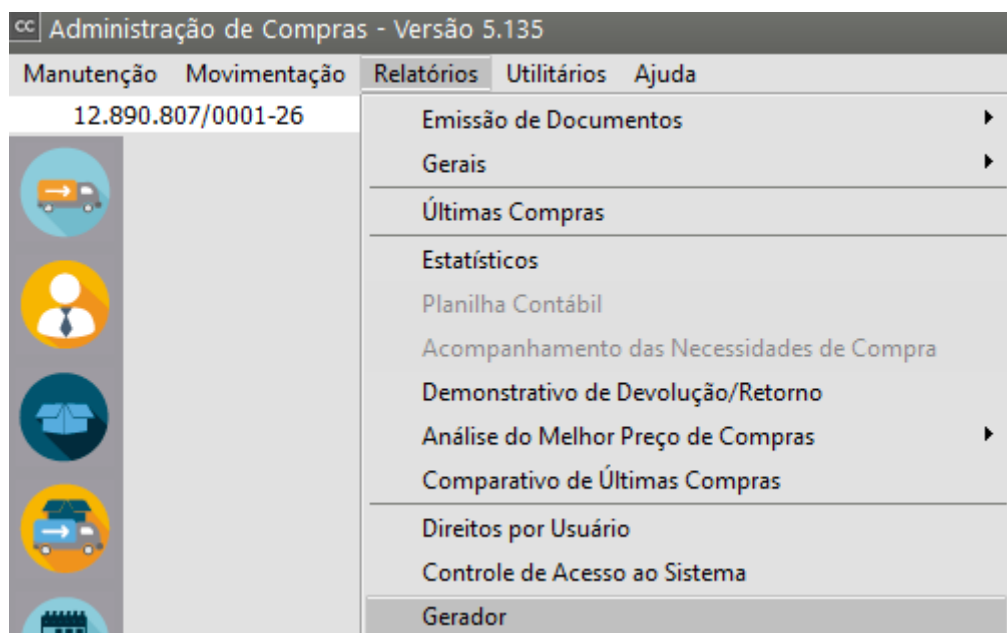 cc Administração de Compras - Versão 5.135
Manutenção Movimentação Relatórios Utilitários Ajuda
12.890.807/0001-26
Emissão de Documentos
Gerais
Últimas Compras
Estatísticos
Planilha Contábil
Acompanhamento das Necessidades de Compra
Demonstrativo de Devolução/Retorno
Análise do Melhor Preço de Compras
Comparativo de Últimas Compras
Direitos por Usuário
Controle de Acesso ao Sistema
Gerador